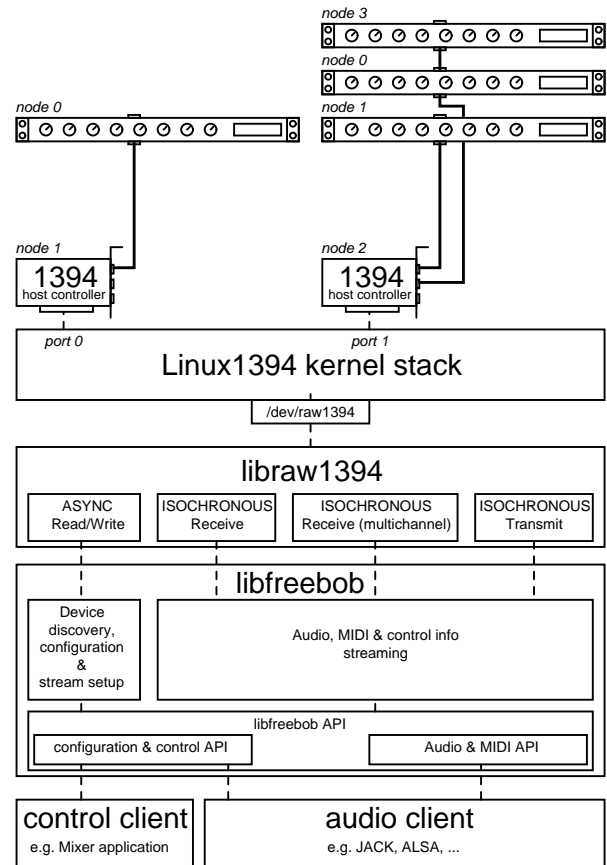 node 3
node 0
node 1
node 0
node 1
1394
host controller
node 2
1394
host controller
port 0
port 1
Linux1394 kernel stack
/dev/raw1394
libraw1394
ASYNC
Read/Write
ISOCHRONOUS
Receive
ISOCHRONOUS
Receive (multichannel)
ISOCHRONOUS
Transmit
libfreebob
Device
discovery,
configuration
&
stream setup
Audio, MIDI & control info
streaming
libfreebob API
configuration & control API
Audio & MIDI API
control client
e.g. Mixer application
audio client
e.g. JACK, ALSA, ...